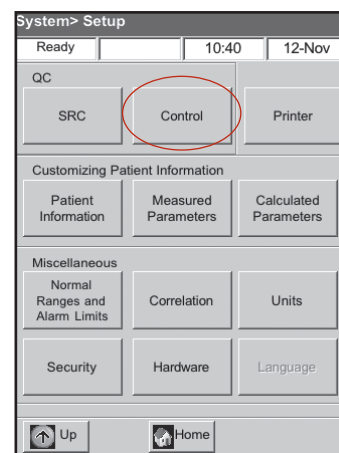 System> Setup
Ready 10:40 12-Nov
QC
SRC Control Printer
Customizing Patient Information
Patient Information
Measured Parameters
Calculated Parameters
Miscellaneous
Normal Ranges and Alarm Limits
Correlation
Units
Security Hardware Language
Up Home